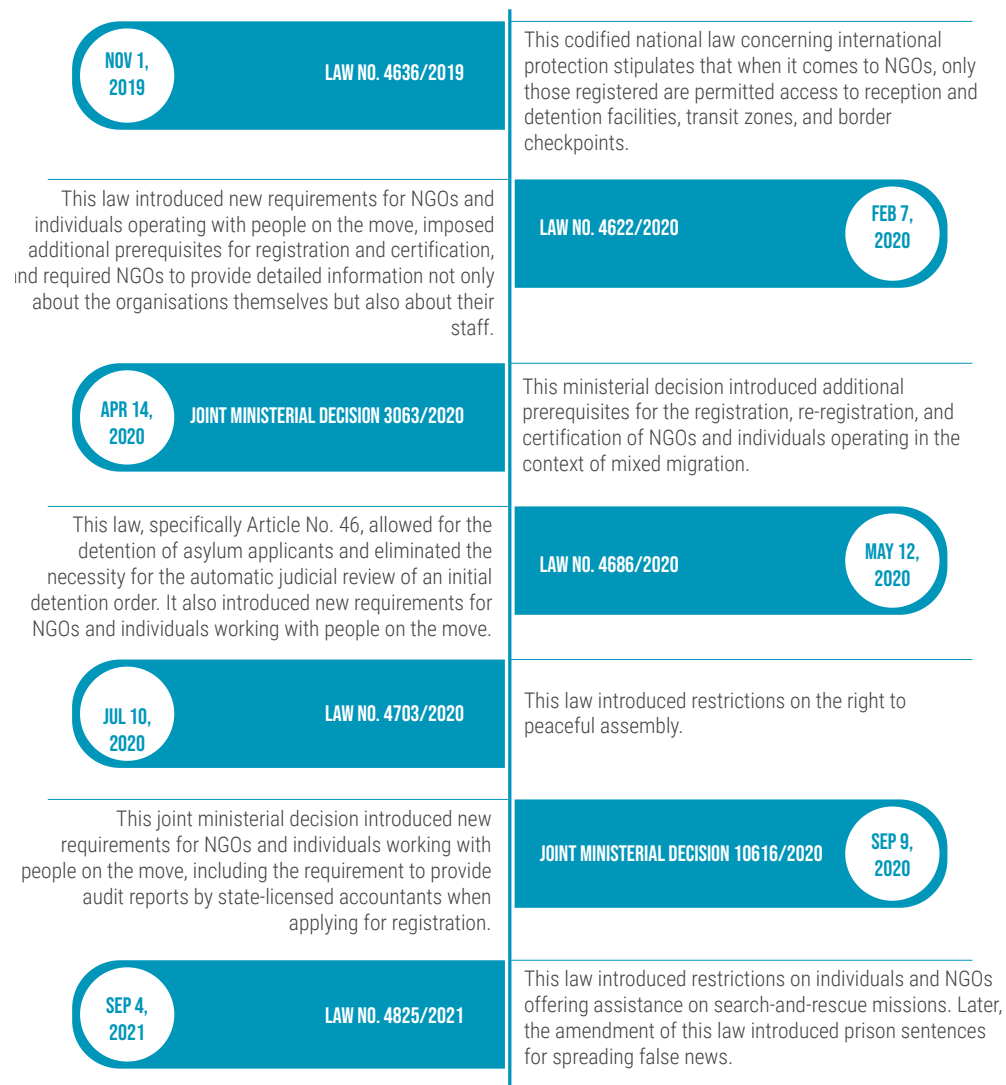 NOV 1,
2019
LAW NO. 4636/2019
This codified national law concerning international
protection stipulates that when it comes to NGOs, only
those registered are permitted access to reception and
detention facilities, transit zones, and border
checkpoints.
This law introduced new requirements for NGOs and
individuals operating with people on the move, imposed
additional prerequisites for registration and certification,
and required NGOs to provide detailed information not only
about the organisations themselves but also about their
staff.
LAW NO. 4622/2020
FEB 7,
2020
APR 14,
2020
JOINT MINISTERIAL DECISION 3063/2020
This ministerial decision introduced additional
prerequisites for the registration, re-registration, and
certification of NGOs and individuals operating in the
context of mixed migration.
This law, specifically Article No. 46, allowed for the
detention of asylum applicants and eliminated the
necessity for the automatic judicial review of an initial
detention order. It also introduced new requirements for
NGOs and individuals working with people on the move.
LAW NO. 4686/2020
MAY 12,
2020
JUL 10,
2020
LAW NO. 4703/2020
This law introduced restrictions on the right to
peaceful assembly.
This joint ministerial decision introduced new
requirements for NGOs and individuals working with
people on the move, including the requirement to provide
audit reports by state-licensed accountants when
applying for registration.
JOINT MINISTERIAL DECISION 10616/2020
SEP 9,
2020
SEP 4,
2021
LAW NO. 4825/2021
This law introduced restrictions on individuals and NGOs
offering assistance on search-and-rescue missions. Later,
the amendment of this law introduced prison sentences
for spreading false news.